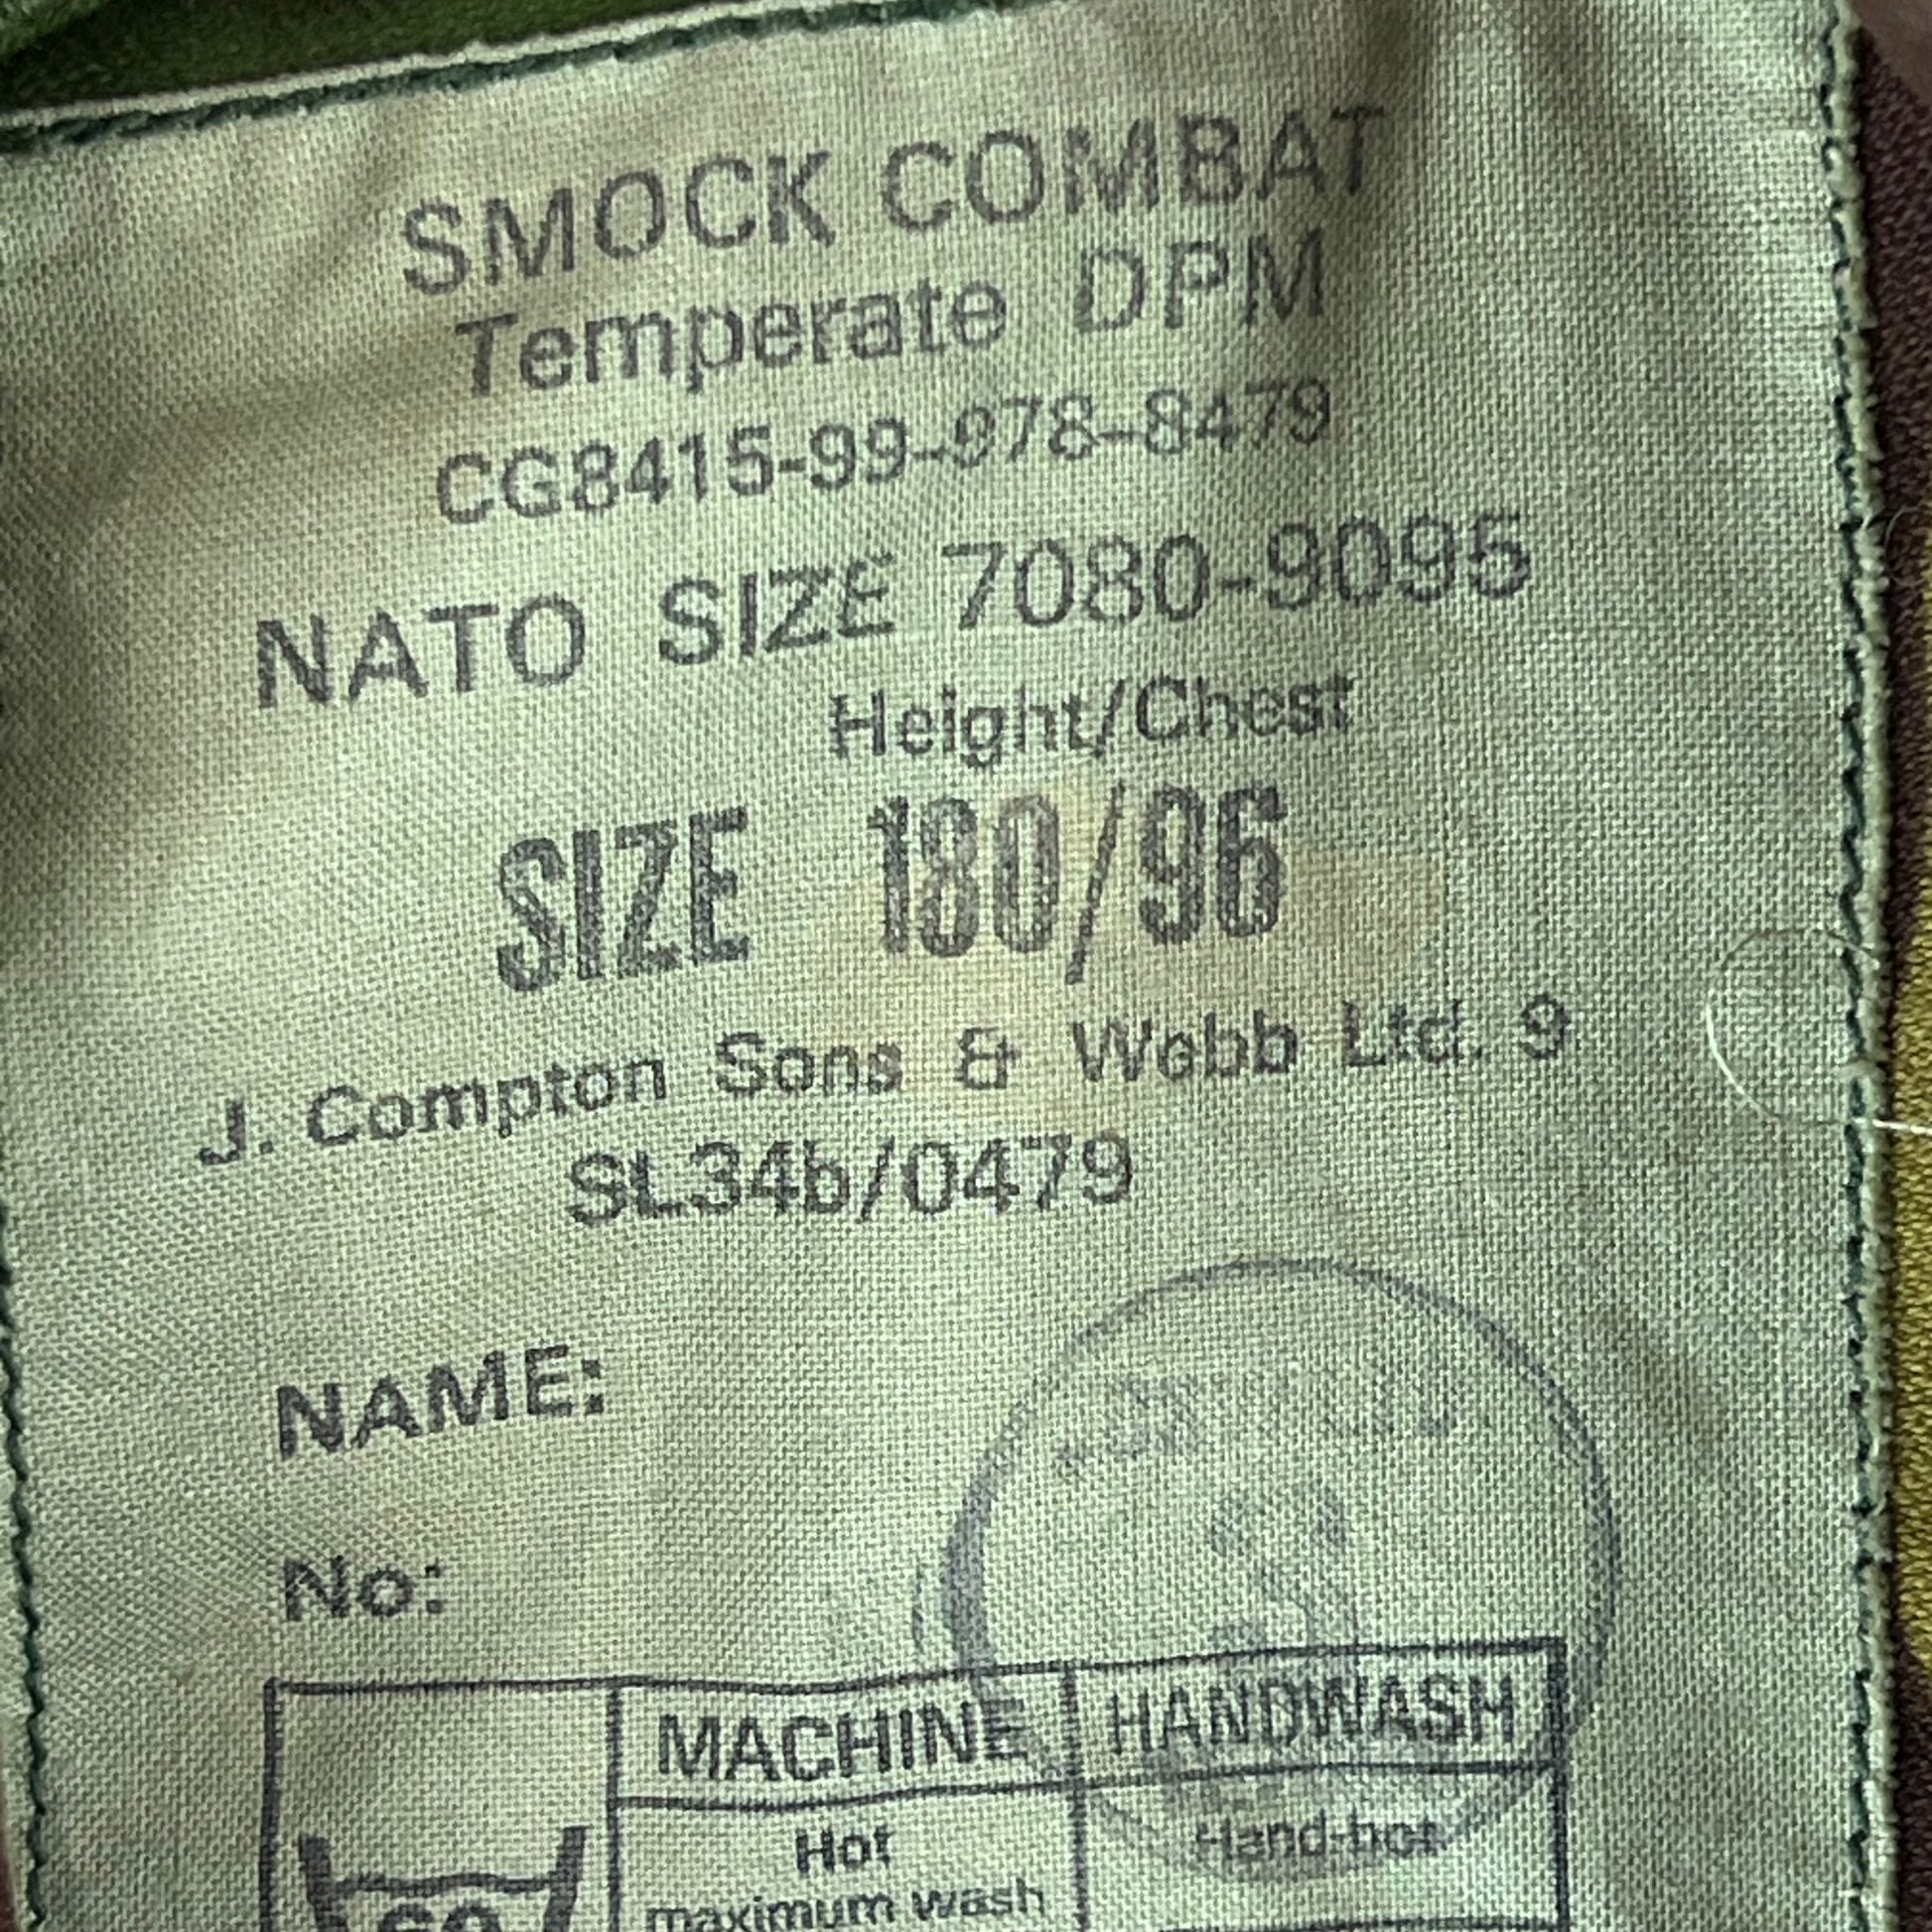 SMOCK COMBAT
Temperate DPM
CG8415-99-978-8479
NATO SIZE 7080-9095
Height/Chest
SIZE 180/96
J. Compton Sons & Webb Ltd. 9
SL34b/0479
NAME:
No:
MACHINE HANDWASH
Hot Hand-hot
maximum wash
60